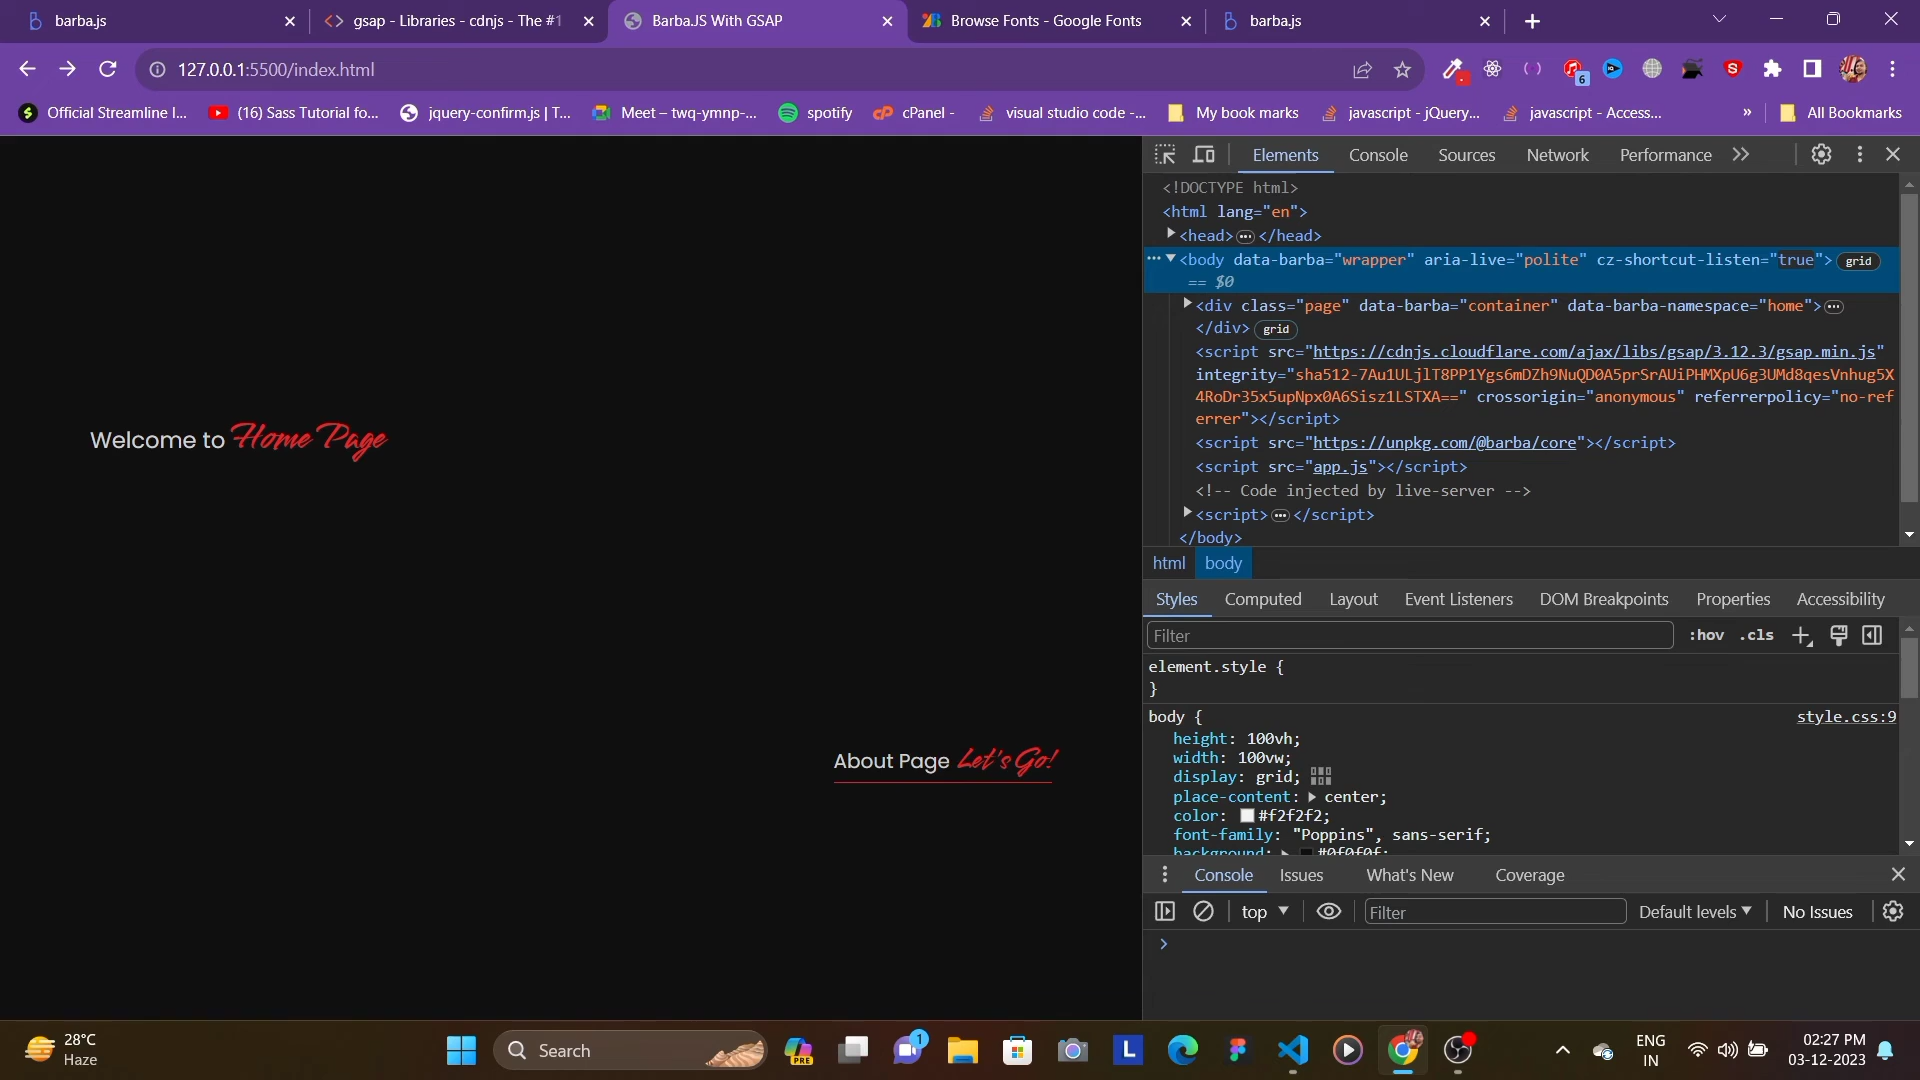 barba.js
gsap - Libraries - cdnjs - The #1
BarbaJS With GSAP
Browse Fonts - Google Fonts
barba.js
127.0.0.1:5500/index.html
6
Official Streamline I...
(16) Sass Tutorial fo...
jquery-confirm.js | T...
Meet – twq-ymnp-...
spotify
cPanel -
visual studio code -...
My book marks
javascript - jQuery...
javascript - Access...
»
All Bookmarks
Elements
Console
Sources
Network
Performance
<!DOCTYPE html>
<html lang="en">
<head> ... </head>
<body data-barba="wrapper" aria-live="polite" cz-shortcut-listen="true"> grid
== $0
<div class="page" data-barba="container" data-barba-namespace="home"> ...
</div> grid
<script src="https://cdnjs.cloudflare.com/ajax/libs/gsap/3.12.3/gsap.min.js"
integrity="sha512-7Au1ULjlT8PP1Ygs6mDZh9NuQD0A5prSrAUiPHMXpU6g3UMd8qesVnhug5X
4RoDr35x5upNpx0A6Sisz1LSTXA==" crossorigin="anonymous" referrerpolicy="no-ref
errer"></script>
<script src="https://unpkg.com/@barba/core"></script>
<script src="app.js"></script>
<!-- Code injected by live-server -->
<script> ... </script>
</body>
html
body
Styles
Computed
Layout
Event Listeners
DOM Breakpoints
Properties
Accessibility
Filter
:hov
.cls
element.style {
}
body {
style.css:9
height: 100vh;
width: 100vw;
display: grid;
place-content: center;
color: #f2f2f2;
font-family: "Poppins", sans-serif;
background: #0f0f0f;
Console
Issues
What's New
Coverage
top
Filter
Default levels
No Issues
Welcome to Home Page
About Page Let's Go!
28°C
Haze
Search
PRE
1
L
ENG
IN
02:27 PM
03-12-2023